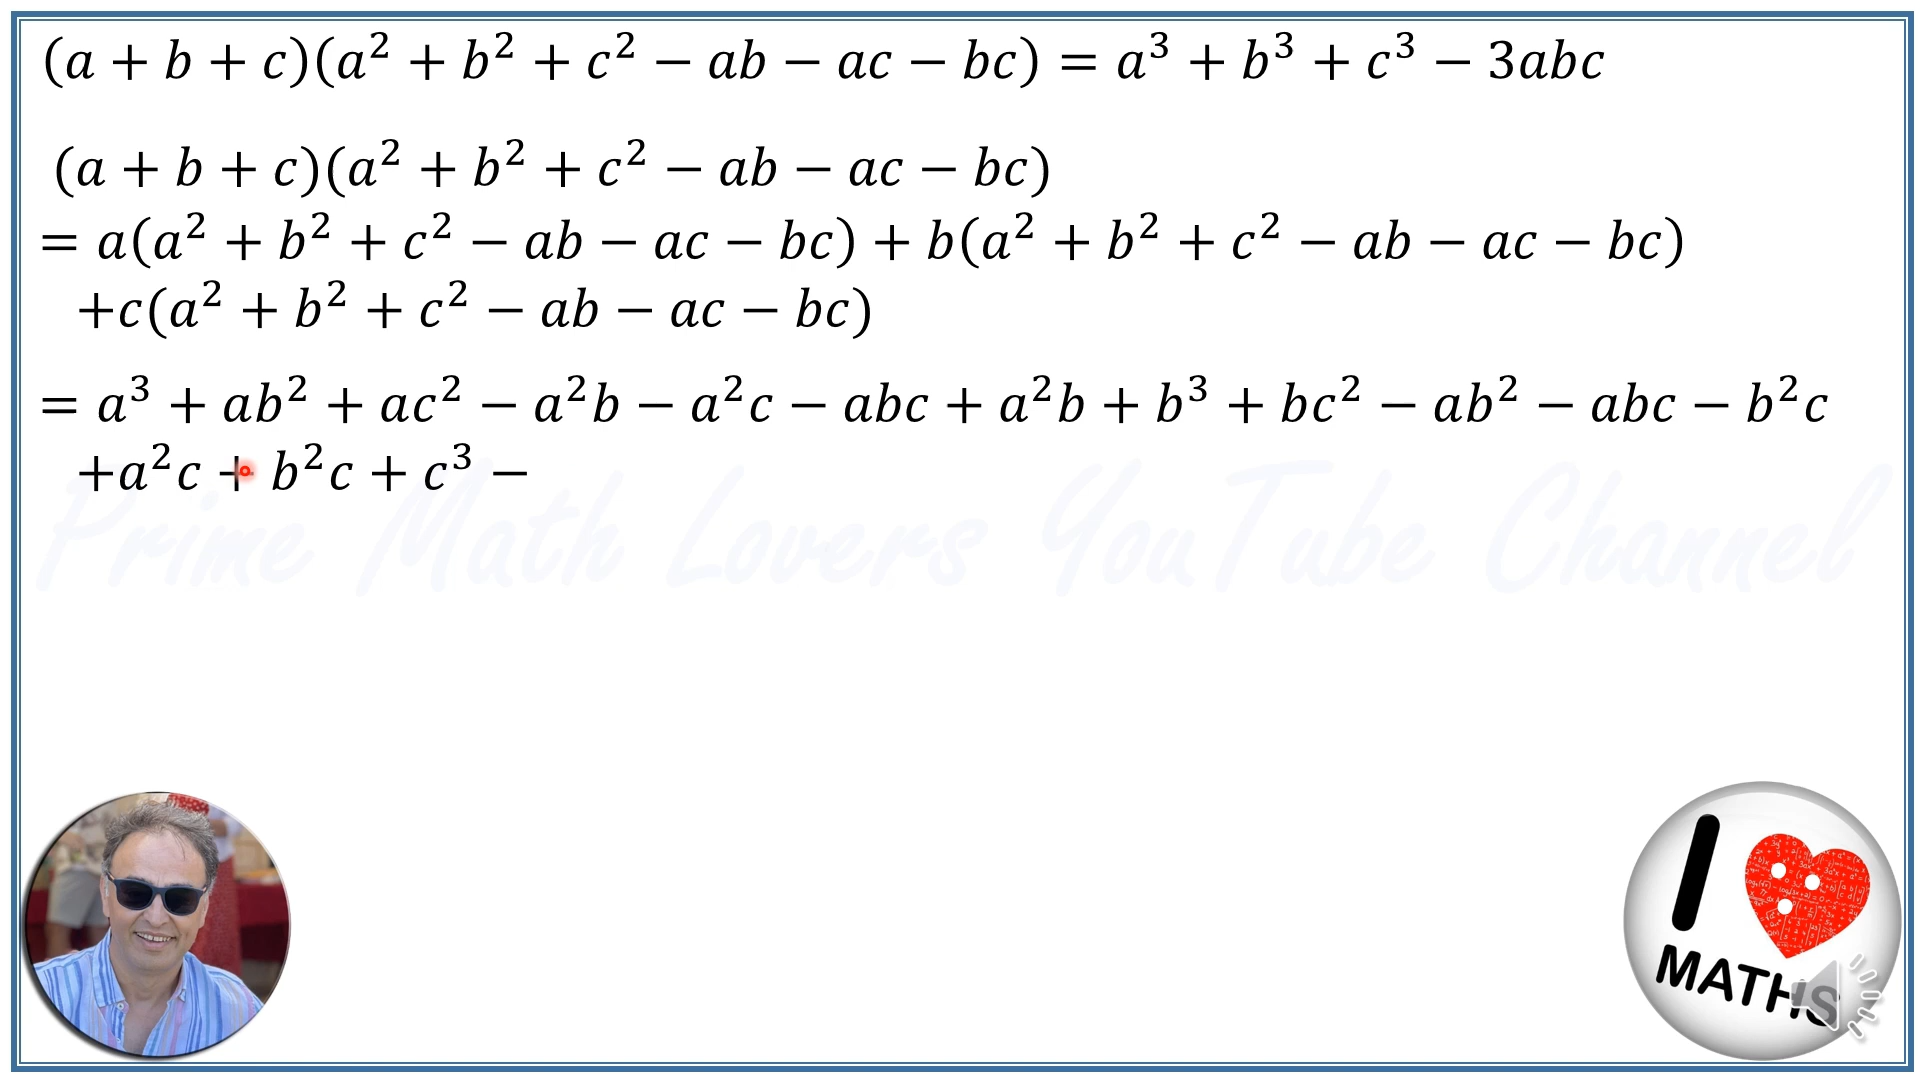 (a + b + c)(a² + b² + c² − ab − ac − bc) = a³ + b³ + c³ − 3abc
(a + b + c)(a² + b² + c² − ab − ac − bc)
= a(a² + b² + c² − ab − ac − bc) + b(a² + b² + c² − ab − ac − bc)
+c(a² + b² + c² − ab − ac − bc)
= a³ + ab² + ac² − a²b − a²c − abc + a²b + b³ + bc² − ab² − abc − b²c
+a²c + b²c + c³ −
Prime Math Lovers YouTube Channel
I
MATHS